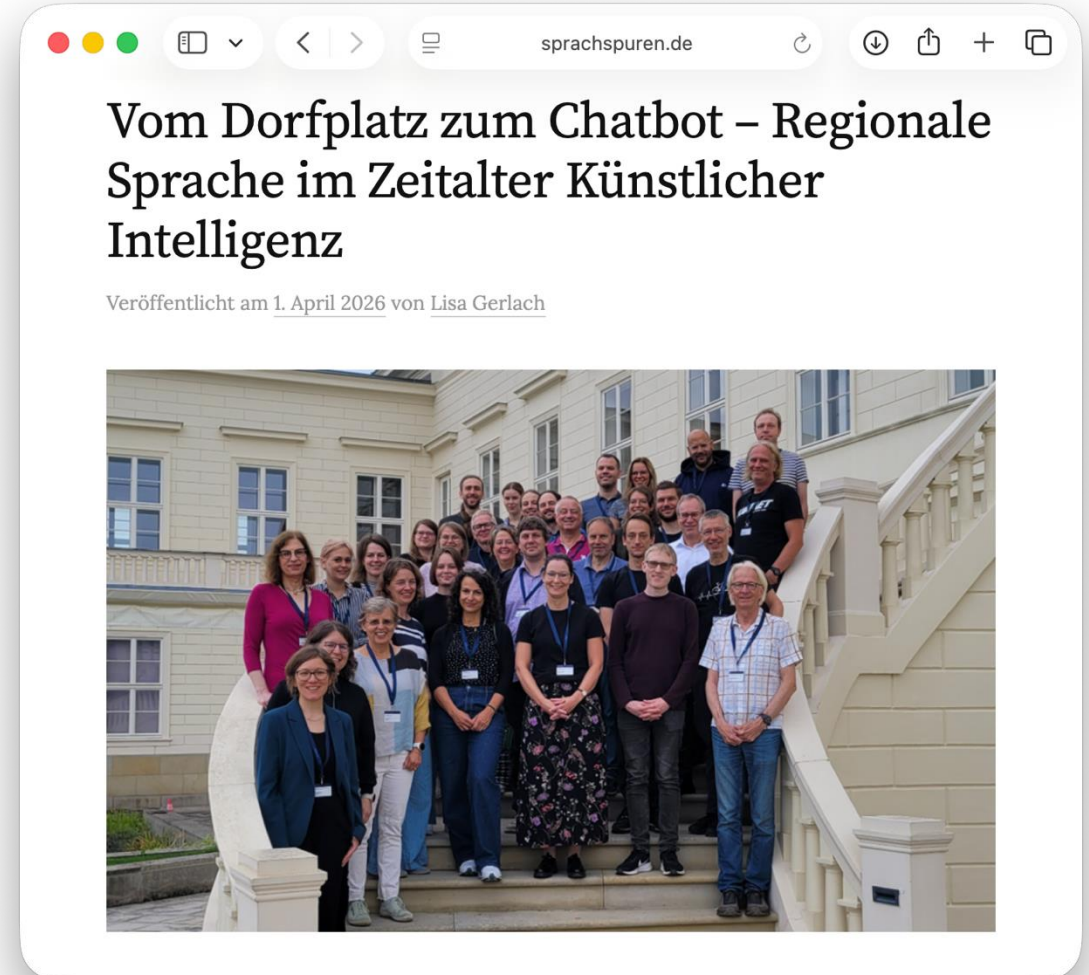 sprachspuren.de
Vom Dorfplatz zum Chatbot – Regionale
Sprache im Zeitalter Künstlicher
Intelligenz
Veröffentlicht am 1. April 2026 von Lisa Gerlach